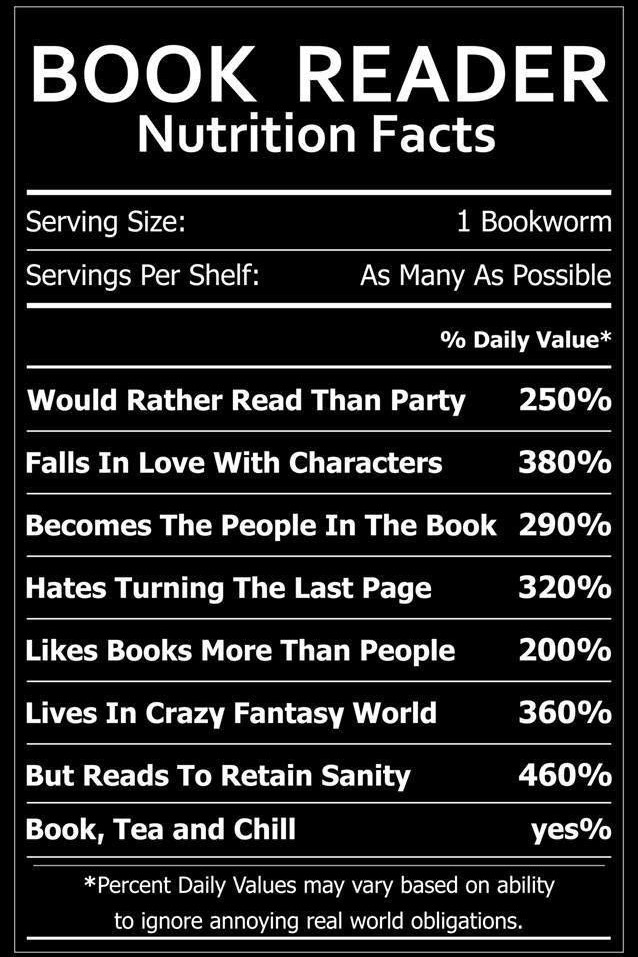 BOOK READER
Nutrition Facts
Serving Size: 1 Bookworm
Servings Per Shelf: As Many As Possible
% Daily Value*
Would Rather Read Than Party 250%
Falls In Love With Characters 380%
Becomes The People In The Book 290%
Hates Turning The Last Page 320%
Likes Books More Than People 200%
Lives In Crazy Fantasy World 360%
But Reads To Retain Sanity 460%
Book, Tea and Chill yes%
*Percent Daily Values may vary based on ability
to ignore annoying real world obligations.